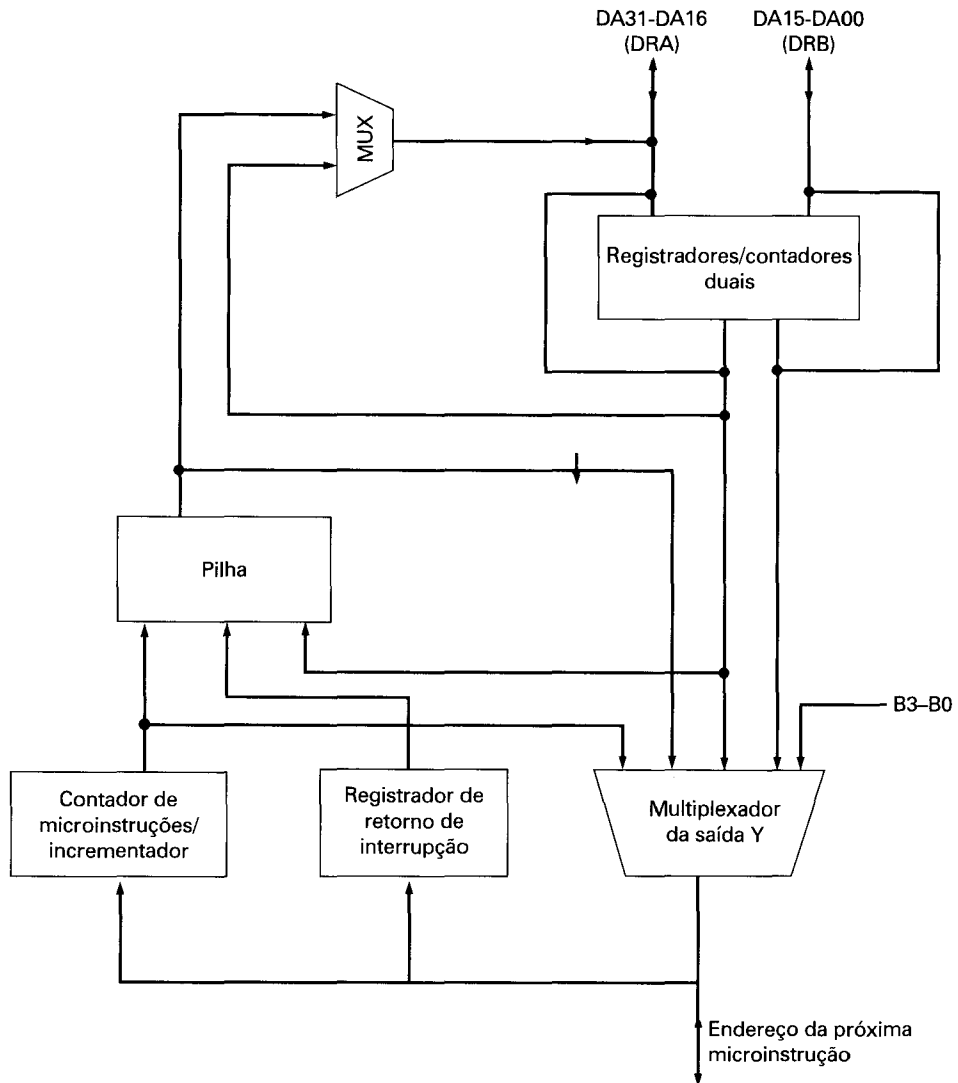 DA31-DA16
(DRA)
DA15-DA00
(DRB)
MUX
Registradores/contadores
duais
Pilha
B3–B0
Contador de
microinstruções/
incrementador
Registrador de
retorno de
interrupção
Multiplexador
da saída Y
Endereço da próxima
microinstrução